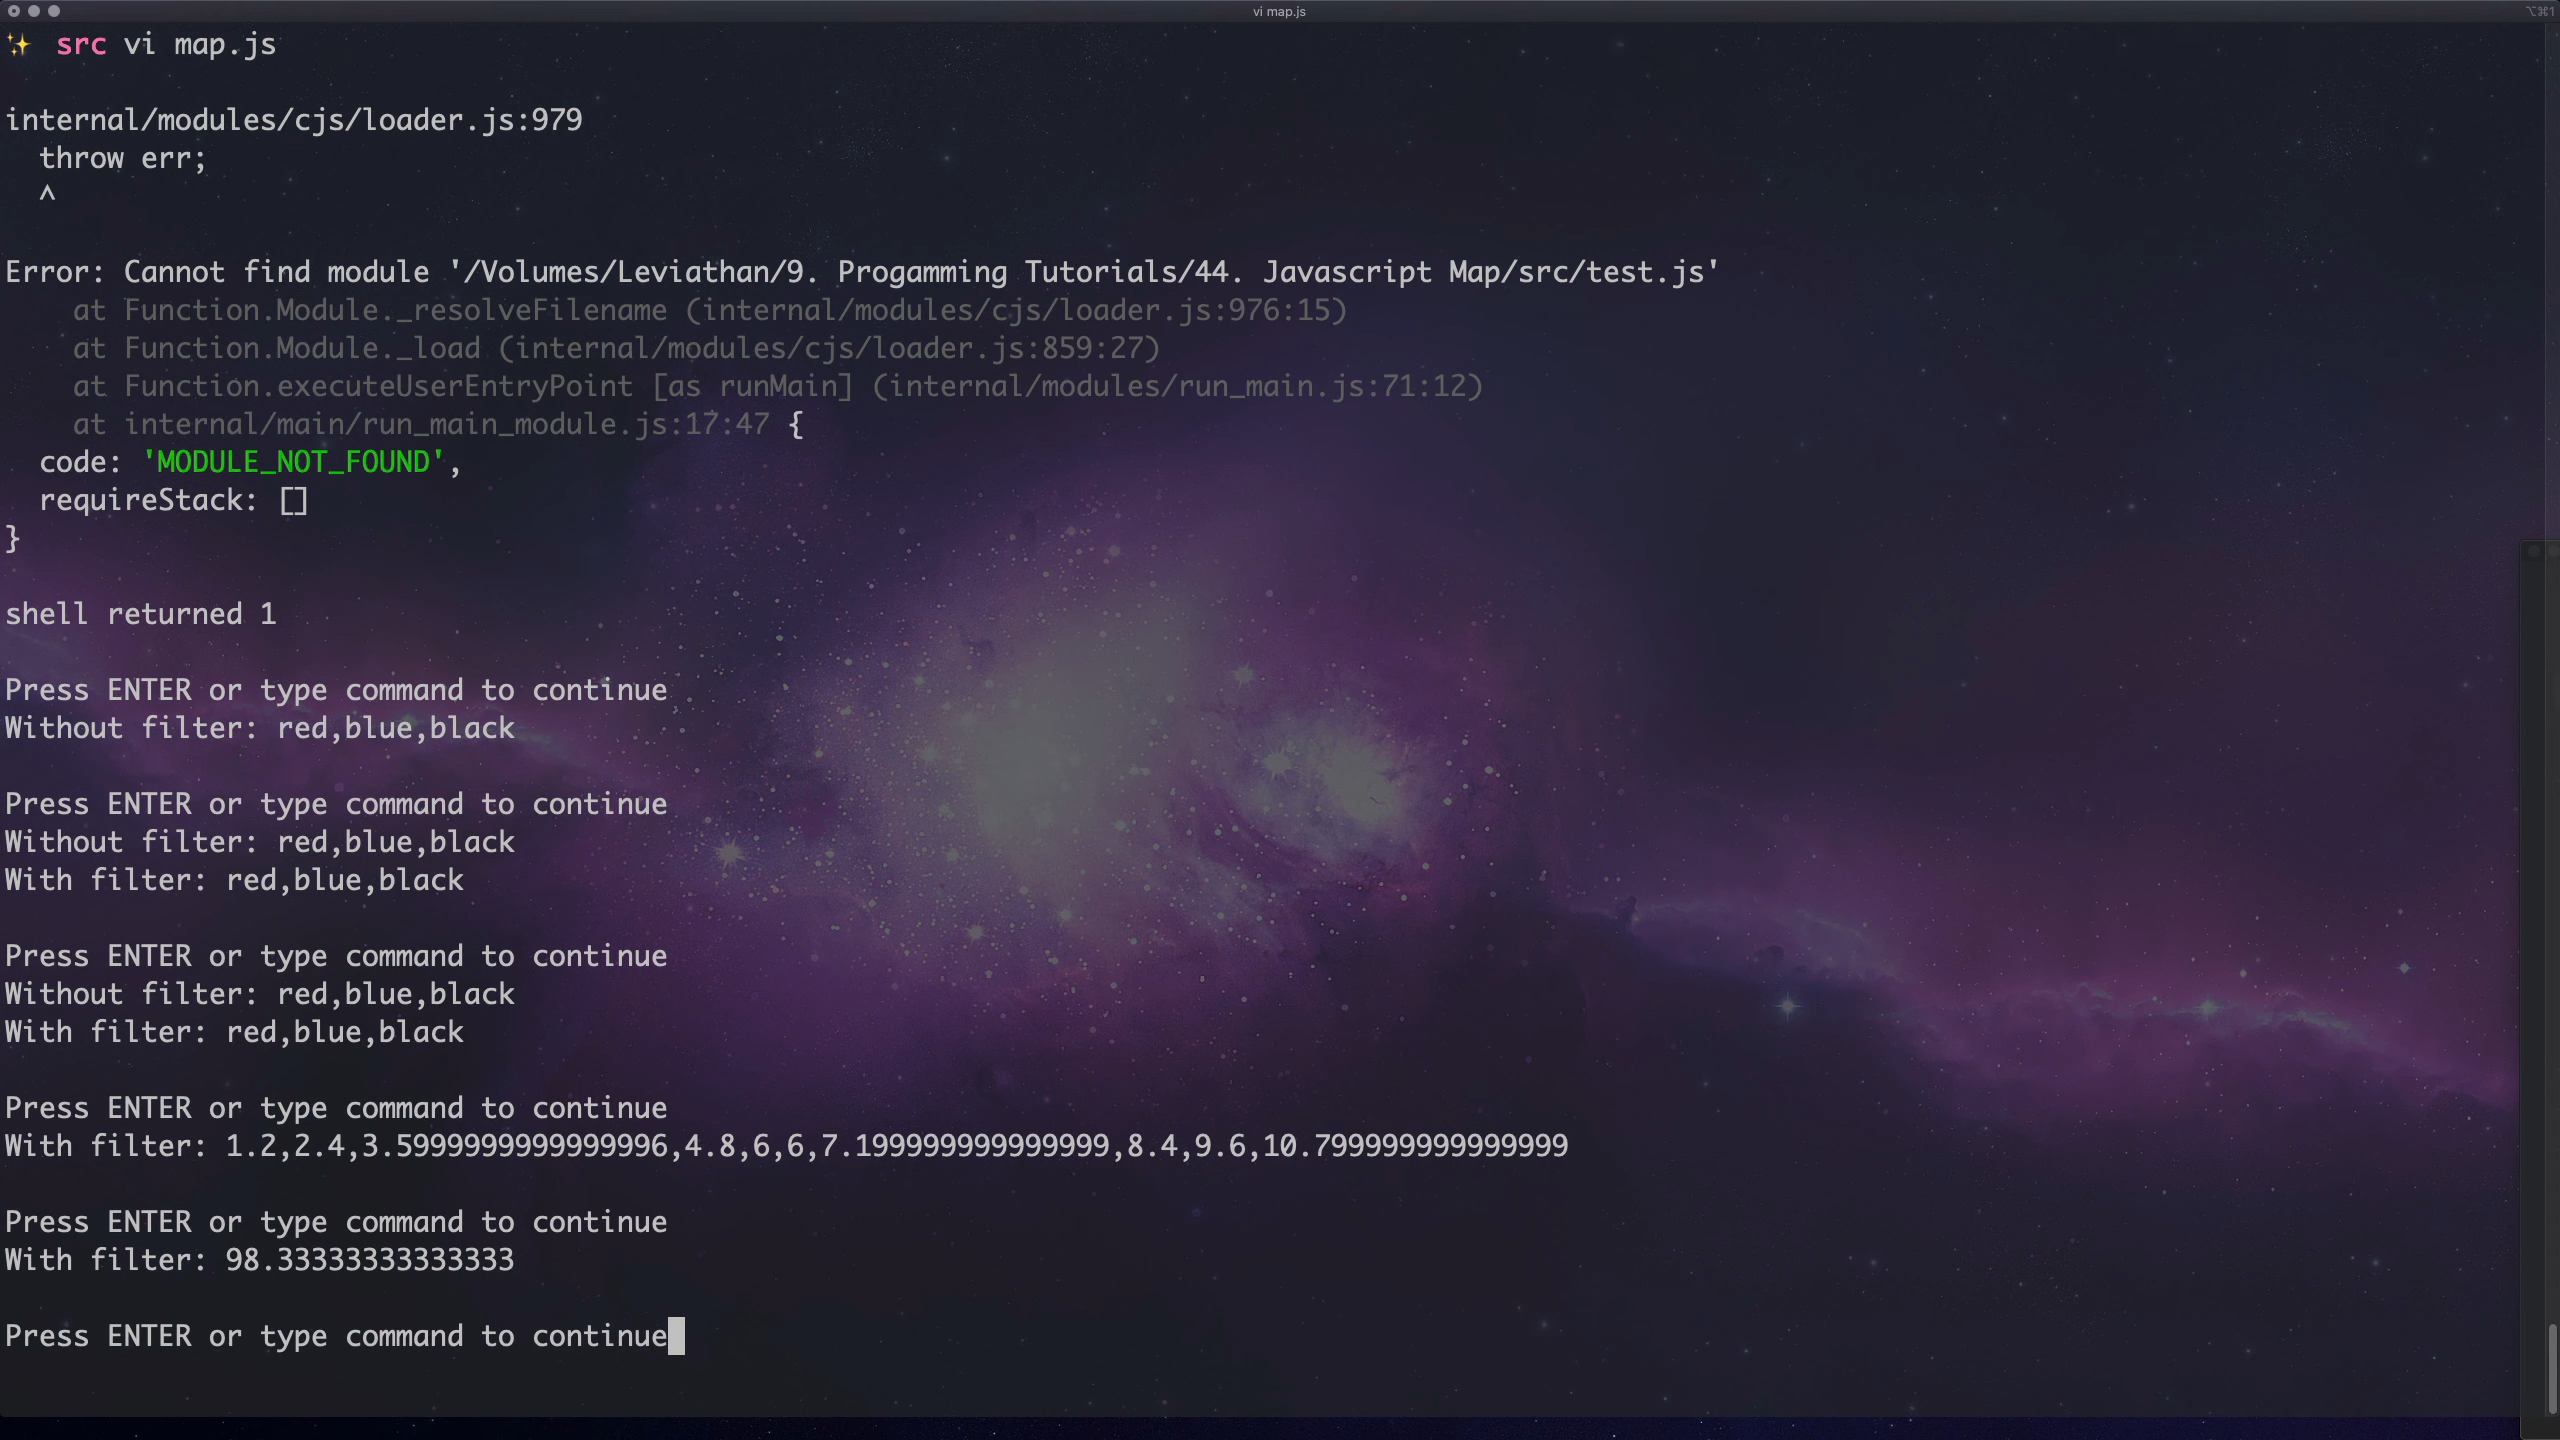 vi map.js
⌥⌘1
✨ src vi map.js
internal/modules/cjs/loader.js:979
  throw err;
  ^
Error: Cannot find module '/Volumes/Leviathan/9. Progamming Tutorials/44. Javascript Map/src/test.js'
    at Function.Module._resolveFilename (internal/modules/cjs/loader.js:976:15)
    at Function.Module._load (internal/modules/cjs/loader.js:859:27)
    at Function.executeUserEntryPoint [as runMain] (internal/modules/run_main.js:71:12)
    at internal/main/run_main_module.js:17:47 {
  code: 'MODULE_NOT_FOUND',
  requireStack: []
}
shell returned 1
Press ENTER or type command to continue
Without filter: red,blue,black
Press ENTER or type command to continue
Without filter: red,blue,black
With filter: red,blue,black
Press ENTER or type command to continue
Without filter: red,blue,black
With filter: red,blue,black
Press ENTER or type command to continue
With filter: 1.2,2.4,3.5999999999999996,4.8,6,6,7.199999999999999,8.4,9.6,10.799999999999999
Press ENTER or type command to continue
With filter: 98.33333333333333
Press ENTER or type command to continue